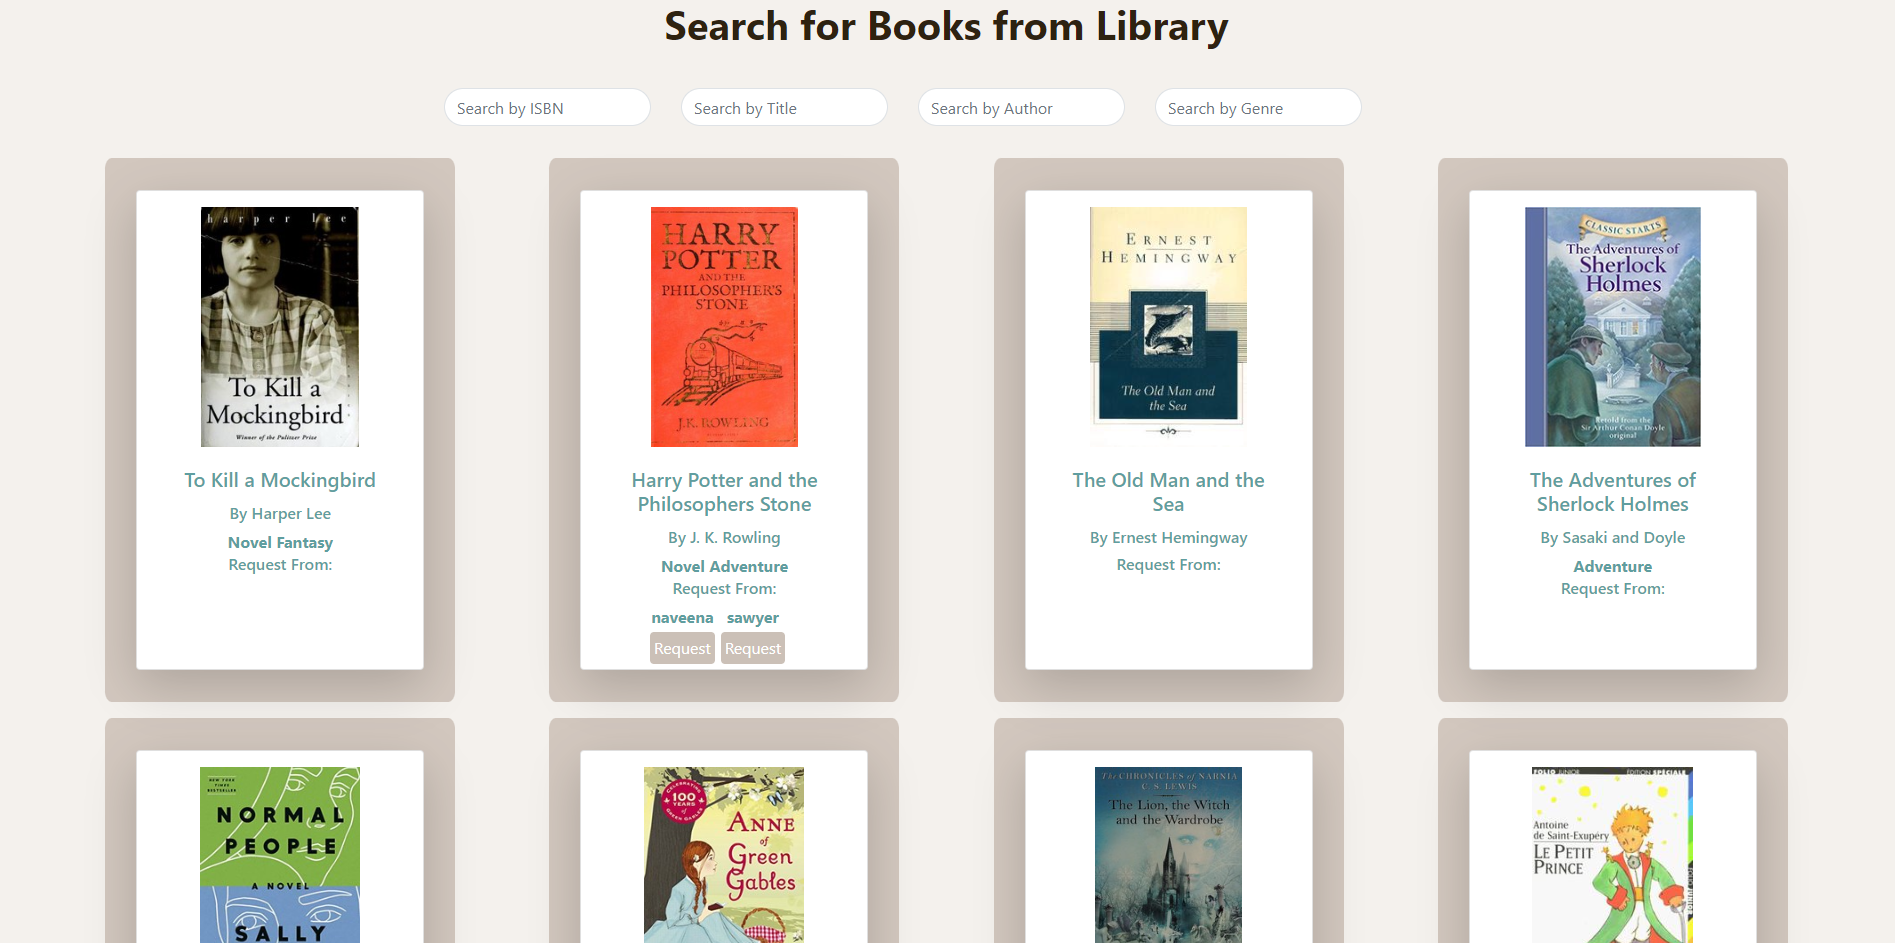 Search for Books from Library
Search by ISBN
Search by Title
Search by Author
Search by Genre
harper lee
To Kill a
Mockingbird
Winner of the Pulitzer Prize
To Kill a Mockingbird
By Harper Lee
Novel Fantasy
Request From:
HARRY
POTTER
AND THE
PHILOSOPHER'S
STONE
J.K. ROWLING
Harry Potter and the
Philosophers Stone
By J. K. Rowling
Novel Adventure
Request From:
naveena sawyer
Request Request
ERNEST
HEMINGWAY
The Old Man and
the Sea
The Old Man and the
Sea
By Ernest Hemingway
Request From:
CLASSIC STARTS
The Adventures of
Sherlock
Holmes
Retold from the
Sir Arthur Conan Doyle
original
The Adventures of
Sherlock Holmes
By Sasaki and Doyle
Adventure
Request From:
NEW YORK
TIMES
BESTSELLER
NORMAL
PEOPLE
A NOVEL
SALLY
CELEBRATING
100
YEARS
of
GREEN GABLES
ANNE
of
Green
Gables
The CHRONICLES of NARNIA
C. S. LEWIS
The Lion, the Witch
and the Wardrobe
FOLIO JUNIOR
ÉDITION SPÉCIALE
Antoine
de Saint-Exupéry
LE PETIT
PRINCE